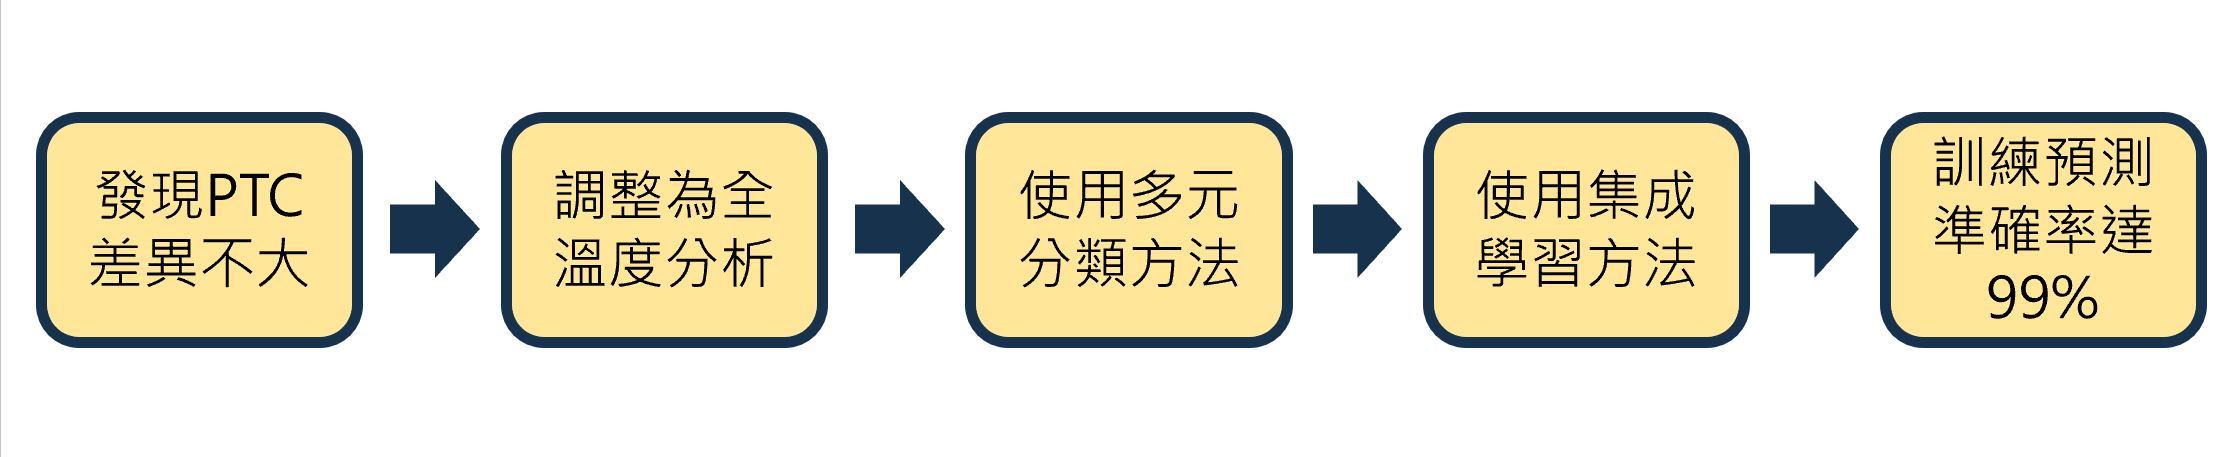 發現PTC
差異不大
調整為全
溫度分析
使用多元
分類方法
使用集成
學習方法
訓練預測
準確率達
99%